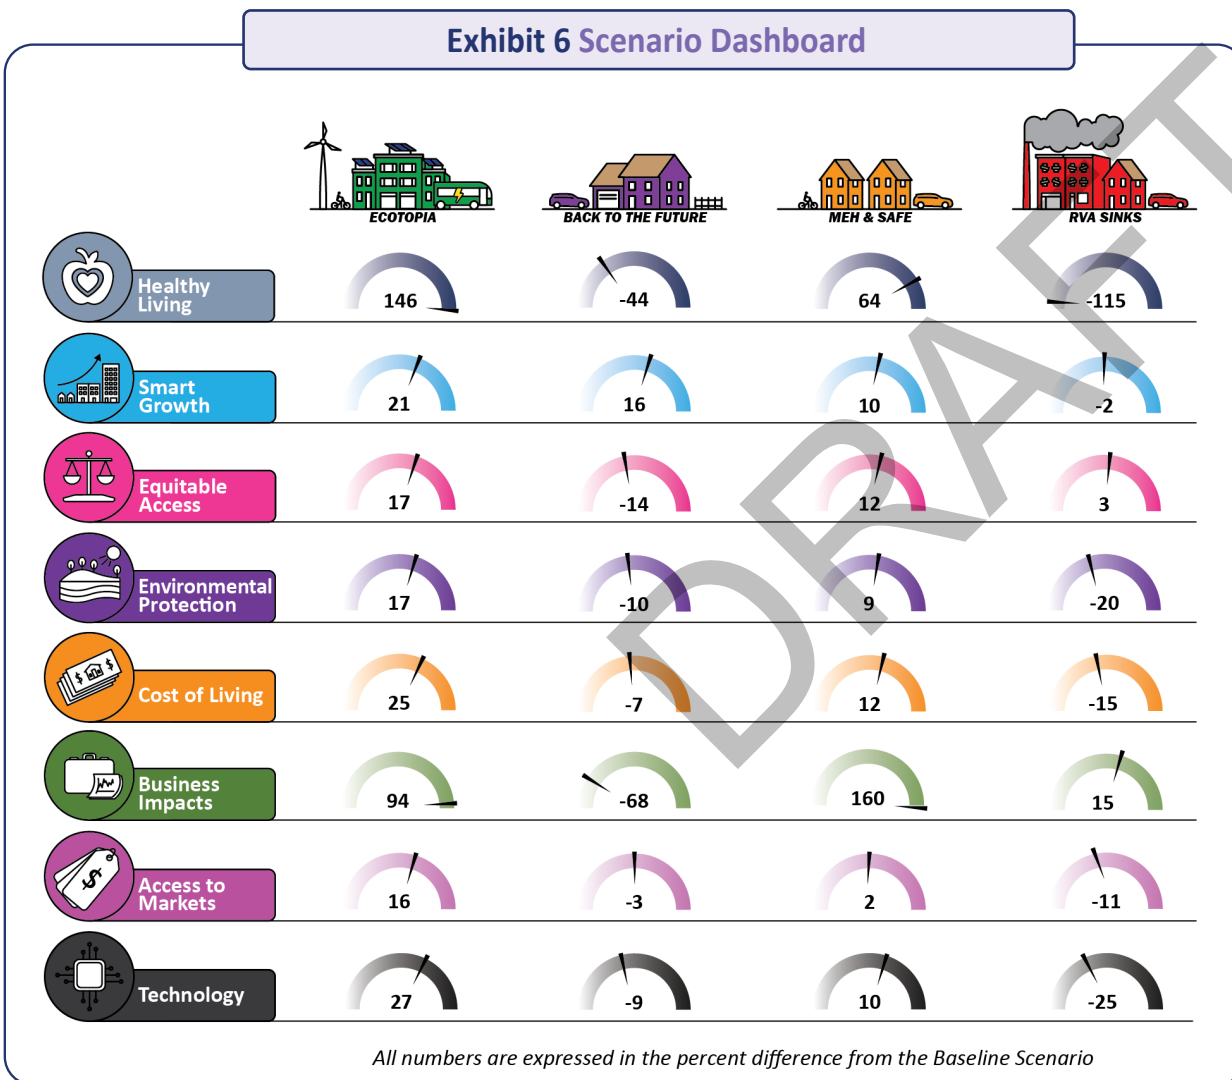 Exhibit 6 Scenario Dashboard
ECOTOPIA
BACK TO THE FUTURE
MEH & SAFE
RVA SINKS
Healthy
Living
146
-44
64
-115
Smart
Growth
21
16
10
-2
Equitable
Access
17
-14
12
3
Environmental
Protection
17
-10
9
-20
Cost of Living
25
-7
12
-15
Business
Impacts
94
-68
160
15
Access to
Markets
16
-3
2
-11
Technology
27
-9
10
-25
All numbers are expressed in the percent difference from the Baseline Scenario
DRAFT